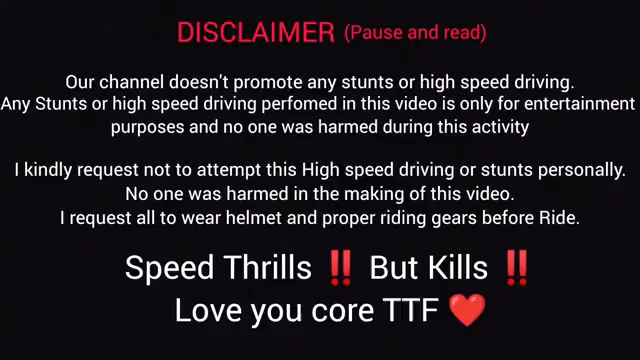 DISCLAIMER (Pause and read)
Our channel doesn't promote any stunts or high speed driving.
Any Stunts or high speed driving perfomed in this video is only for entertainment
purposes and no one was harmed during this activity
I kindly request not to attempt this High speed driving or stunts personally.
No one was harmed in the making of this video.
I request all to wear helmet and proper riding gears before Ride.
Speed Thrills ‼️ But Kills ‼️
Love you core TTF ❤️